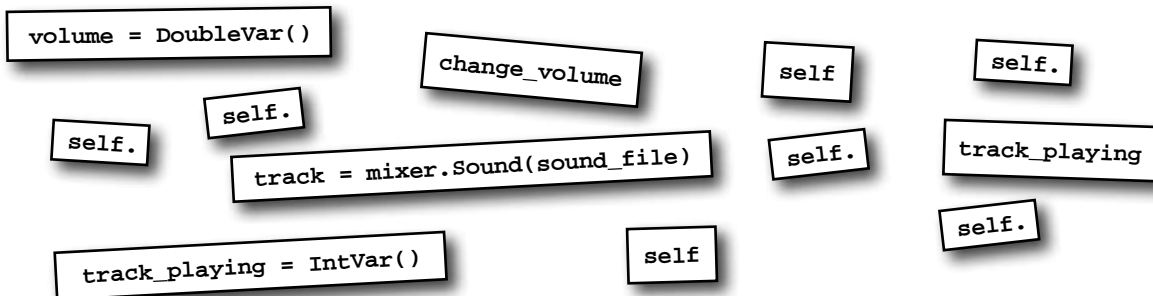 volume = DoubleVar()
change_volume
self
self.
self.
self.
track = mixer.Sound(sound_file)
self.
track_playing
self.
track_playing = IntVar()
self